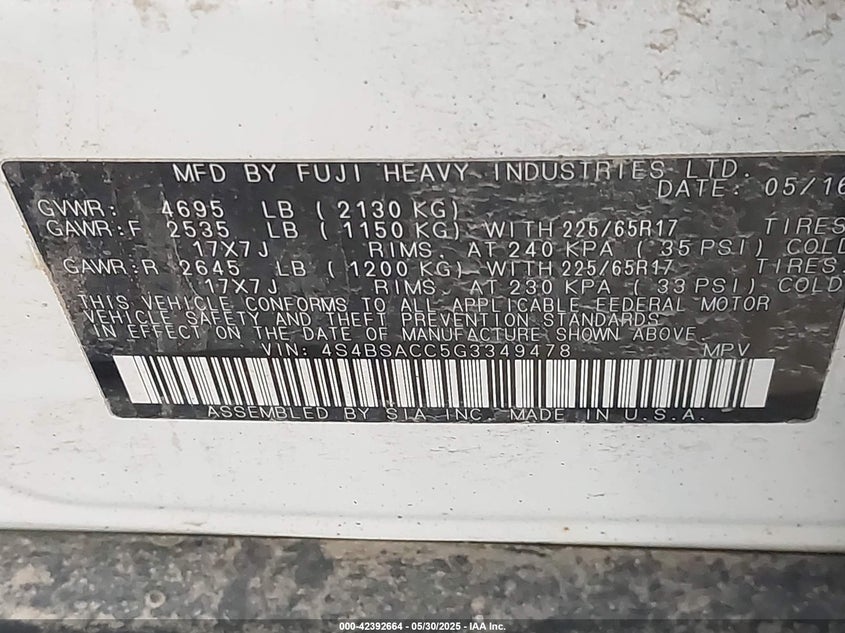 MFD BY FUJI HEAVY INDUSTRIES LTD.
DATE: 05/16
GVWR: 4695 LB ( 2130 KG)
GAWR:F 2535 LB ( 1150 KG) WITH 225/65R17 TIRES
17X7J RIMS. AT 240 KPA ( 35 PSI) COLD
GAWR:R 2645 LB ( 1200 KG) WITH 225/65R17 TIRES.
17X7J RIMS. AT 230 KPA ( 33 PSI) COLD
THIS VEHICLE CONFORMS TO ALL APPLICABLE FEDERAL MOTOR
VEHICLE SAFETY AND THEFT PREVENTION STANDARDS
IN EFFECT ON THE DATE OF MANUFACTURE SHOWN ABOVE.
VIN: 4S4BSACC5G3349478 MPV
ASSEMBLED BY SIA INC. MADE IN U.S.A.
000-42392664 - 05/30/2025 - IAA Inc.